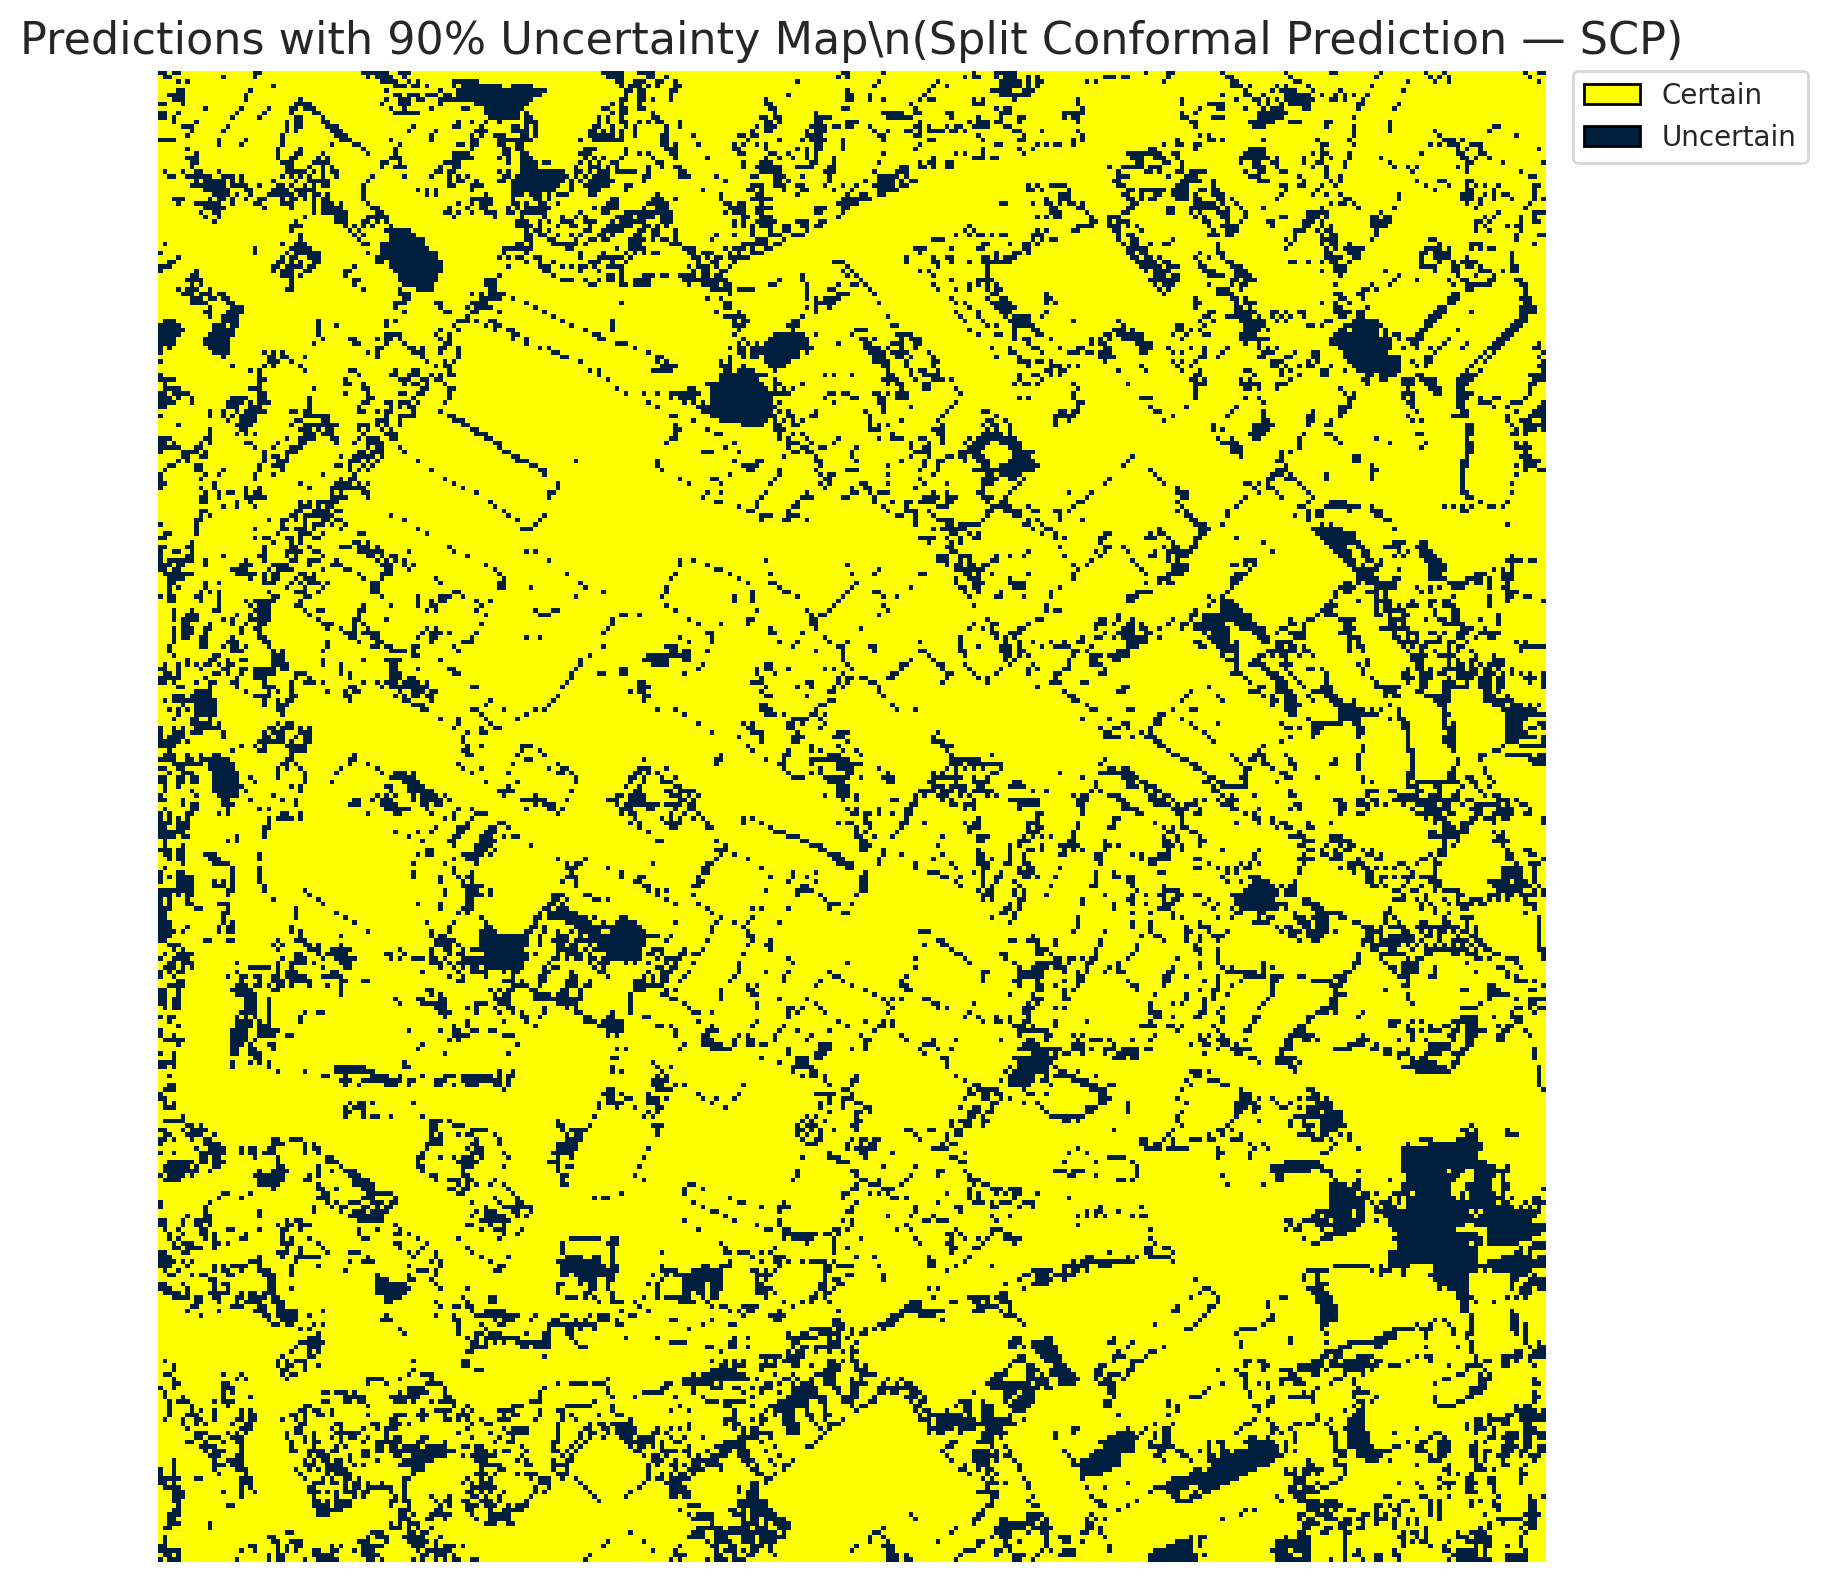 Predictions with 90% Uncertainty Map\n(Split Conformal Prediction — SCP)
Certain
Uncertain